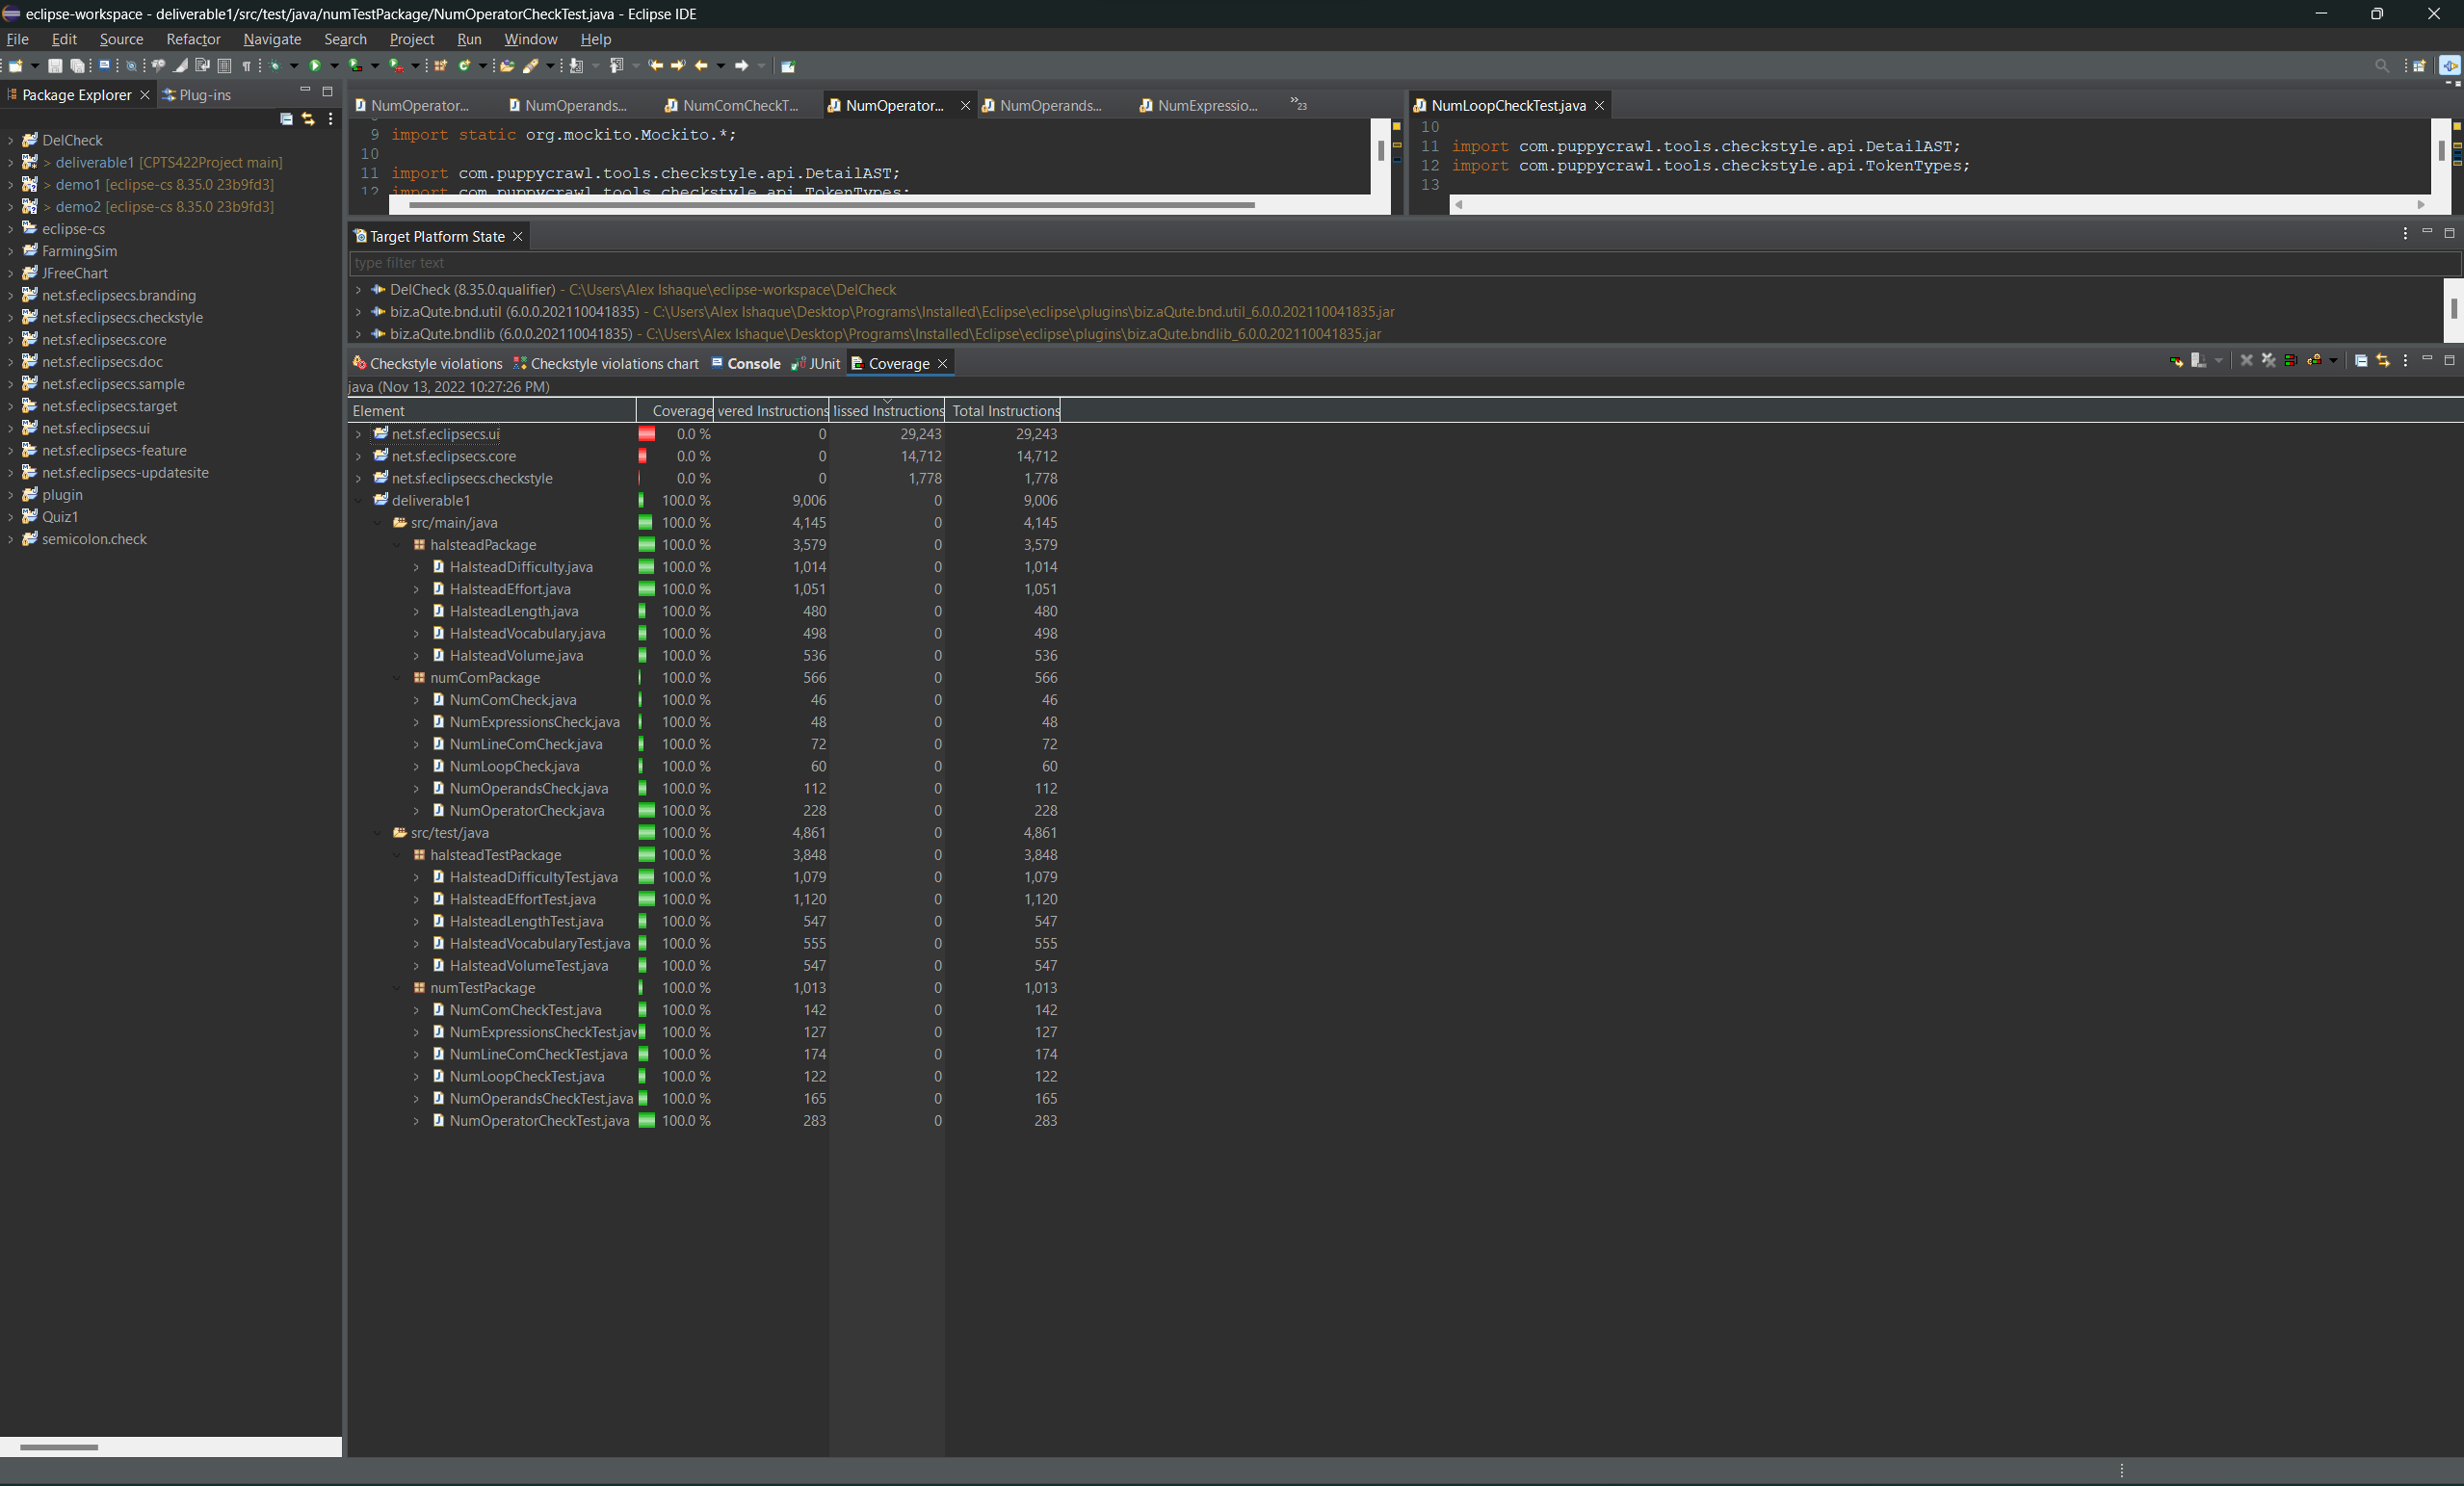 eclipse-workspace - deliverable1/src/test/java/numTestPackage/NumOperatorCheckTest.java - Eclipse IDE
File Edit Source Refactor Navigate Search Project Run Window Help
Package Explorer Plug-ins
DelCheck
> deliverable1 [CPTS422Project main]
> demo1 [eclipse-cs 8.35.0 23b9fd3]
> demo2 [eclipse-cs 8.35.0 23b9fd3]
eclipse-cs
FarmingSim
JFreeChart
net.sf.eclipsecs.branding
net.sf.eclipsecs.checkstyle
net.sf.eclipsecs.core
net.sf.eclipsecs.doc
net.sf.eclipsecs.sample
net.sf.eclipsecs.target
net.sf.eclipsecs.ui
net.sf.eclipsecs-feature
net.sf.eclipsecs-updatesite
plugin
Quiz1
semicolon.check
NumOperator... NumOperands... NumComCheckT... NumOperator... NumOperands... NumExpressio... »23
9 import static org.mockito.Mockito.*;
10
11 import com.puppycrawl.tools.checkstyle.api.DetailAST;
12 import com.puppycrawl.tools.checkstyle.api.TokenTypes;
NumLoopCheckTest.java
10
11 import com.puppycrawl.tools.checkstyle.api.DetailAST;
12 import com.puppycrawl.tools.checkstyle.api.TokenTypes;
13
Target Platform State
type filter text
DelCheck (8.35.0.qualifier) - C:\Users\Alex Ishaque\eclipse-workspace\DelCheck
biz.aQute.bnd.util (6.0.0.202110041835) - C:\Users\Alex Ishaque\Desktop\Programs\Installed\Eclipse\eclipse\plugins\biz.aQute.bnd.util_6.0.0.202110041835.jar
biz.aQute.bndlib (6.0.0.202110041835) - C:\Users\Alex Ishaque\Desktop\Programs\Installed\Eclipse\eclipse\plugins\biz.aQute.bndlib_6.0.0.202110041835.jar
Checkstyle violations Checkstyle violations chart Console JUnit Coverage
java (Nov 13, 2022 10:27:26 PM)
Element Coverage vered Instructions lissed Instructions Total Instructions
net.sf.eclipsecs.ui 0.0 % 0 29,243 29,243
net.sf.eclipsecs.core 0.0 % 0 14,712 14,712
net.sf.eclipsecs.checkstyle 0.0 % 0 1,778 1,778
deliverable1 100.0 % 9,006 0 9,006
src/main/java 100.0 % 4,145 0 4,145
halsteadPackage 100.0 % 3,579 0 3,579
HalsteadDifficulty.java 100.0 % 1,014 0 1,014
HalsteadEffort.java 100.0 % 1,051 0 1,051
HalsteadLength.java 100.0 % 480 0 480
HalsteadVocabulary.java 100.0 % 498 0 498
HalsteadVolume.java 100.0 % 536 0 536
numComPackage 100.0 % 566 0 566
NumComCheck.java 100.0 % 46 0 46
NumExpressionsCheck.java 100.0 % 48 0 48
NumLineComCheck.java 100.0 % 72 0 72
NumLoopCheck.java 100.0 % 60 0 60
NumOperandsCheck.java 100.0 % 112 0 112
NumOperatorCheck.java 100.0 % 228 0 228
src/test/java 100.0 % 4,861 0 4,861
halsteadTestPackage 100.0 % 3,848 0 3,848
HalsteadDifficultyTest.java 100.0 % 1,079 0 1,079
HalsteadEffortTest.java 100.0 % 1,120 0 1,120
HalsteadLengthTest.java 100.0 % 547 0 547
HalsteadVocabularyTest.java 100.0 % 555 0 555
HalsteadVolumeTest.java 100.0 % 547 0 547
numTestPackage 100.0 % 1,013 0 1,013
NumComCheckTest.java 100.0 % 142 0 142
NumExpressionsCheckTest.jav 100.0 % 127 0 127
NumLineComCheckTest.java 100.0 % 174 0 174
NumLoopCheckTest.java 100.0 % 122 0 122
NumOperandsCheckTest.java 100.0 % 165 0 165
NumOperatorCheckTest.java 100.0 % 283 0 283